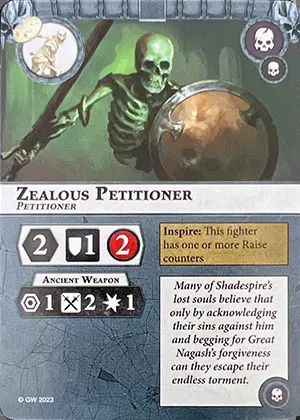 ZEALOUS PETITIONER
PETITIONER
2 1 2
Inspire: This fighter
has one or more Raise
counters
ANCIENT WEAPON
1 2 1
Many of Shadespire's
lost souls believe that
only by acknowledging
their sins against him
and begging for Great
Nagash's forgiveness
can they escape their
endless torment.
© GW 2023